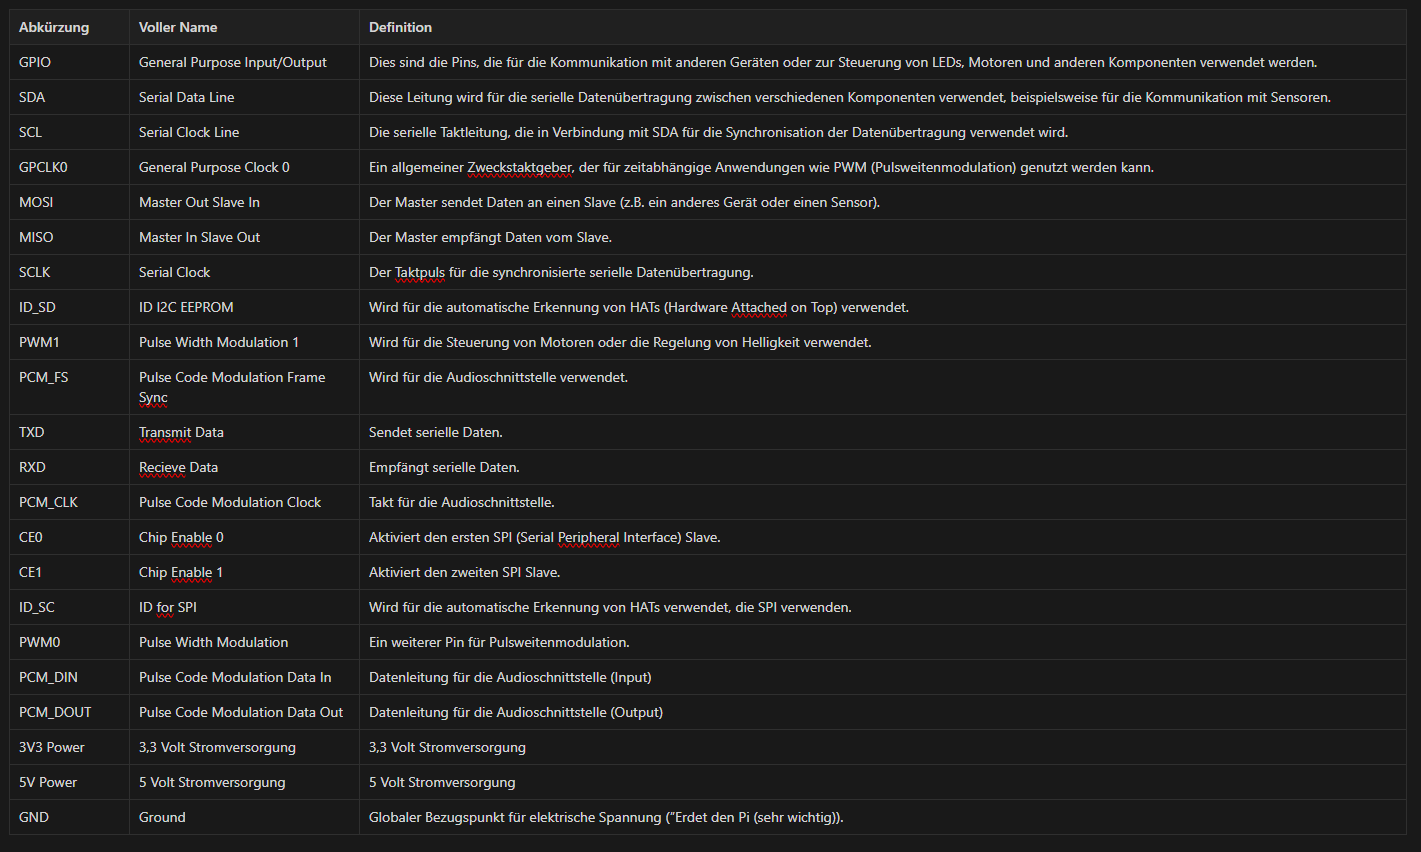 Abkürzung Voller Name Definition
GPIO General Purpose Input/Output Dies sind die Pins, die für die Kommunikation mit anderen Geräten oder zur Steuerung von LEDs, Motoren und anderen Komponenten verwendet werden.
SDA Serial Data Line Diese Leitung wird für die serielle Datenübertragung zwischen verschiedenen Komponenten verwendet, beispielsweise für die Kommunikation mit Sensoren.
SCL Serial Clock Line Die serielle Taktleitung, die in Verbindung mit SDA für die Synchronisation der Datenübertragung verwendet wird.
GPCLK0 General Purpose Clock 0 Ein allgemeiner Zweckstaktgeber, der für zeitabhängige Anwendungen wie PWM (Pulsweitenmodulation) genutzt werden kann.
MOSI Master Out Slave In Der Master sendet Daten an einen Slave (z.B. ein anderes Gerät oder einen Sensor).
MISO Master In Slave Out Der Master empfängt Daten vom Slave.
SCLK Serial Clock Der Taktpuls für die synchronisierte serielle Datenübertragung.
ID_SD ID I2C EEPROM Wird für die automatische Erkennung von HATs (Hardware Attached on Top) verwendet.
PWM1 Pulse Width Modulation 1 Wird für die Steuerung von Motoren oder die Regelung von Helligkeit verwendet.
PCM_FS Pulse Code Modulation Frame Wird für die Audioschnittstelle verwendet.
Sync
TXD Transmit Data Sendet serielle Daten.
RXD Recieve Data Empfängt serielle Daten.
PCM_CLK Pulse Code Modulation Clock Takt für die Audioschnittstelle.
CE0 Chip Enable 0 Aktiviert den ersten SPI (Serial Peripheral Interface) Slave.
CE1 Chip Enable 1 Aktiviert den zweiten SPI Slave.
ID_SC ID for SPI Wird für die automatische Erkennung von HATs verwendet, die SPI verwenden.
PWM0 Pulse Width Modulation Ein weiterer Pin für Pulsweitenmodulation.
PCM_DIN Pulse Code Modulation Data In Datenleitung für die Audioschnittstelle (Input)
PCM_DOUT Pulse Code Modulation Data Out Datenleitung für die Audioschnittstelle (Output)
3V3 Power 3,3 Volt Stromversorgung 3,3 Volt Stromversorgung
5V Power 5 Volt Stromversorgung 5 Volt Stromversorgung
GND Ground Globaler Bezugspunkt für elektrische Spannung ("Erdet den Pi (sehr wichtig)).